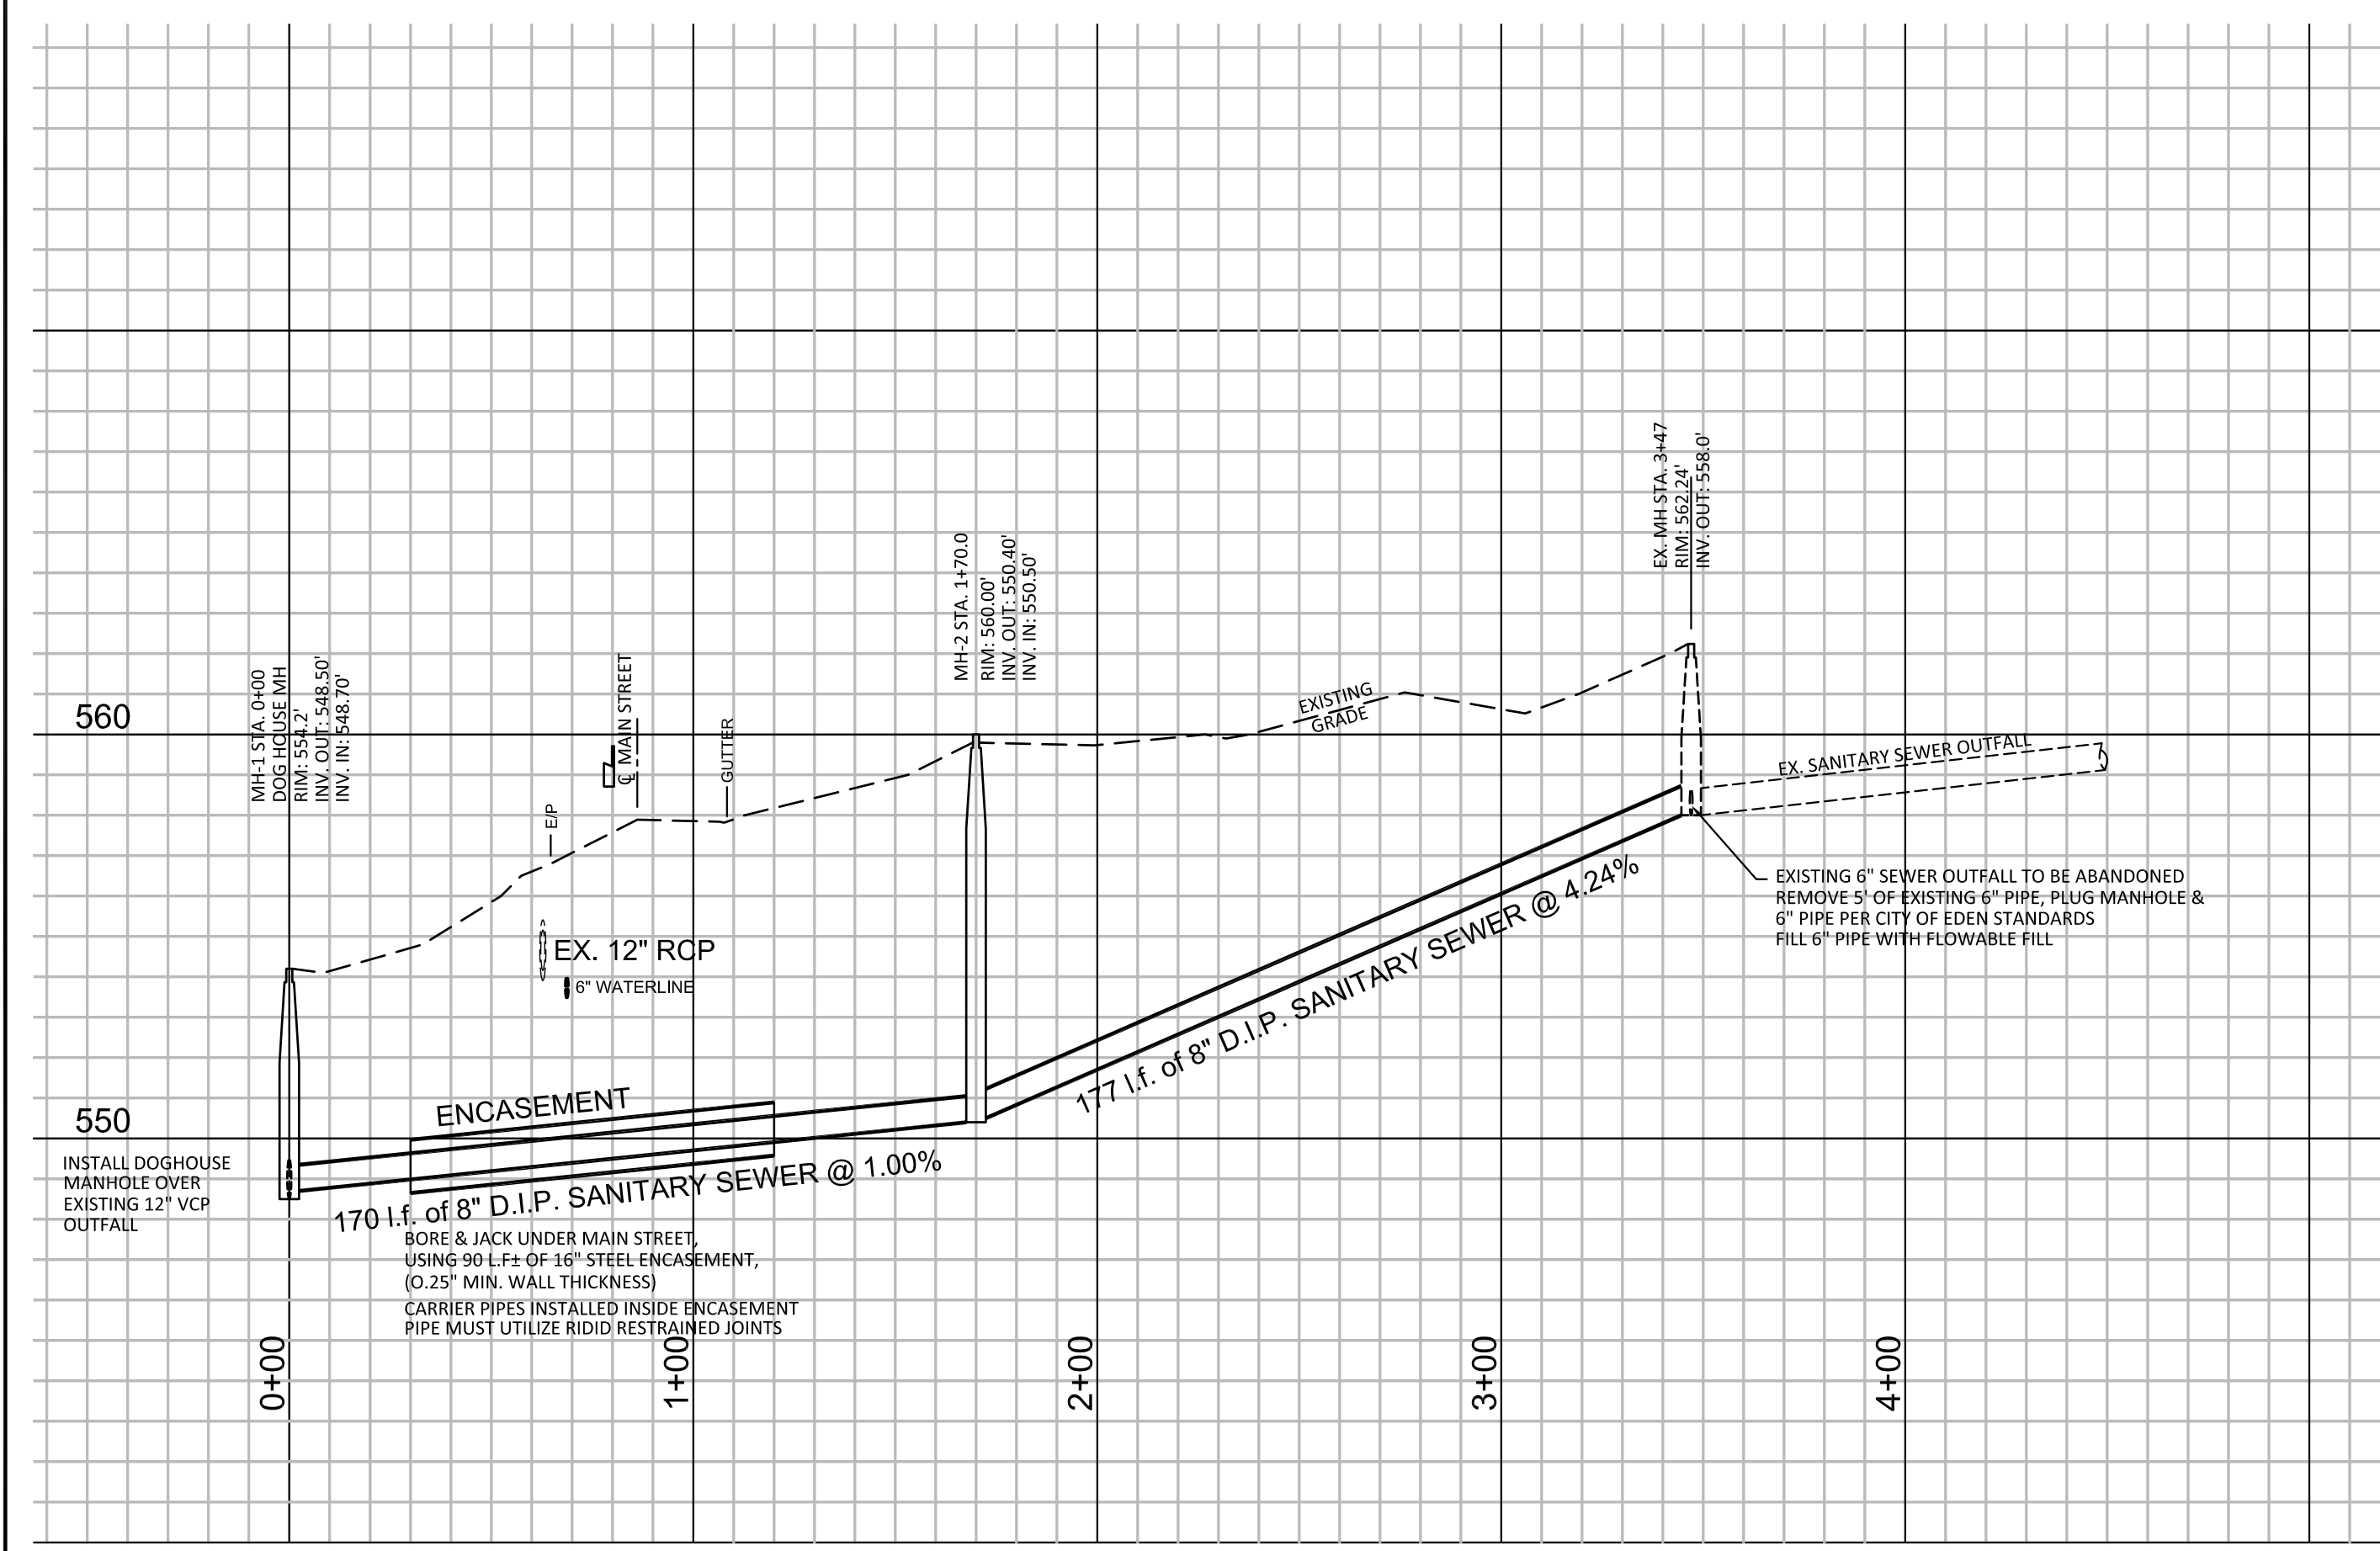 EX. MH STA. 3+47
RIM: 562.24'
INV. OUT: 558.0'
MH-2 STA. 1+70.0
RIM: 560.00'
INV. OUT: 550.40'
INV. IN: 550.50'
MH-1 STA. 0+00
DOG HOUSE MH
RIM: 554.2'
INV. OUT: 548.50'
INV. IN: 548.70'
℄ MAIN STREET
GUTTER
E/P
560
EXISTING
GRADE
EX. SANITARY SEWER OUTFALL
EXISTING 6" SEWER OUTFALL TO BE ABANDONED
REMOVE 5' OF EXISTING 6" PIPE, PLUG MANHOLE &
6" PIPE PER CITY OF EDEN STANDARDS
FILL 6" PIPE WITH FLOWABLE FILL
EX. 12" RCP
6" WATERLINE
177 l.f. of 8" D.I.P. SANITARY SEWER @ 4.24%
ENCASEMENT
550
INSTALL DOGHOUSE
MANHOLE OVER
EXISTING 12" VCP
OUTFALL
170 l.f. of 8" D.I.P. SANITARY SEWER @ 1.00%
BORE & JACK UNDER MAIN STREET,
USING 90 L.F± OF 16" STEEL ENCASEMENT,
(O.25" MIN. WALL THICKNESS)
CARRIER PIPES INSTALLED INSIDE ENCASEMENT
PIPE MUST UTILIZE RIDID RESTRAINED JOINTS
0+00
1+00
2+00
3+00
4+00